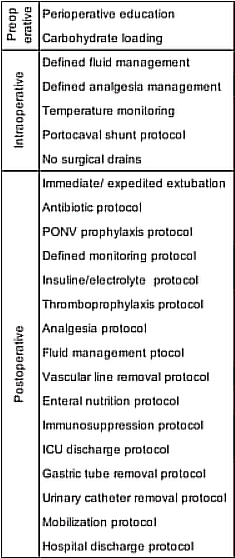 Preop
erative
Perioperative education
Carbohydrate loading
Intraoperative
Defined fluid management
Defined analgesia management
Temperature monitoring
Portocaval shunt protocol
No surgical drains
Postoperative
Immediate/ expedited extubation
Antibiotic protocol
PONV prophylaxis protocol
Defined monitoring protocol
Insuline/electrolyte protocol
Thromboprophylaxis protocol
Analgesia protocol
Fluid management ptocol
Vascular line removal protocol
Enteral nutrition protocol
Immunosuppression protocol
ICU discharge protocol
Gastric tube removal protocol
Urinary catheter removal protocol
Mobilization protocol
Hospital discharge protocol